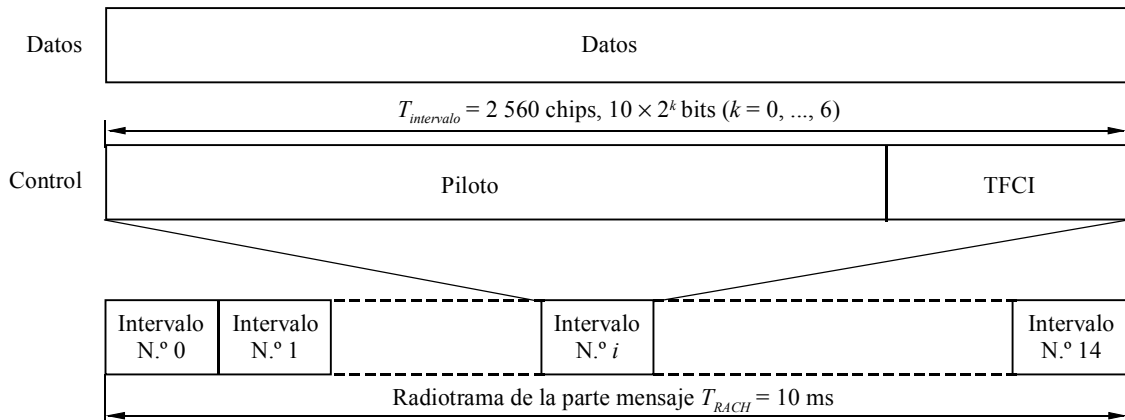 Datos
Datos
T_intervalo = 2 560 chips, 10 × 2^k bits (k = 0, ..., 6)
Control
Piloto
TFCI
Intervalo
N.º 0
Intervalo
N.º 1
Intervalo
N.º i
Intervalo
N.º 14
Radiotrama de la parte mensaje T_RACH = 10 ms